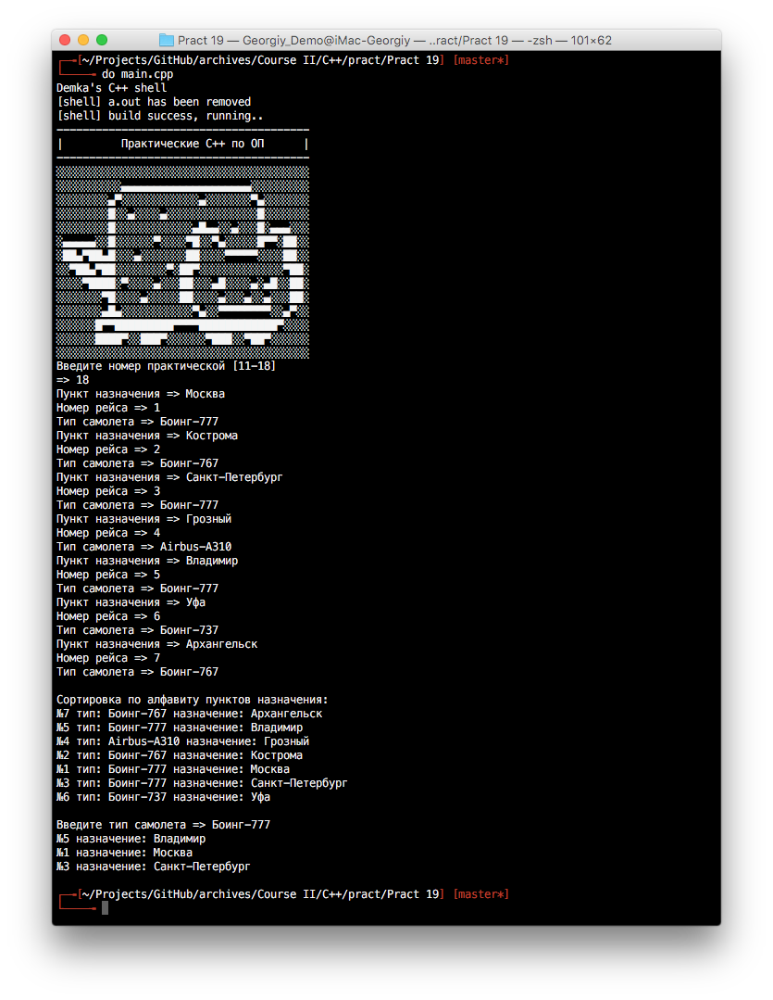 Pract 19 — Georgiy_Demo@iMac-Georgiy — ..ract/Pract 19 — -zsh — 101×62
[~/Projects/GitHub/archives/Course II/C++/pract/Pract 19] [master*]
do main.cpp
Demka's C++ shell
[shell] a.out has been removed
[shell] build success, running..
---------------------------------------
| Практические C++ по ОП |
---------------------------------------
Введите номер практической [11-18]
=> 18
Пункт назначения => Москва
Номер рейса => 1
Тип самолета => Боинг-777
Пункт назначения => Кострома
Номер рейса => 2
Тип самолета => Боинг-767
Пункт назначения => Санкт-Петербург
Номер рейса => 3
Тип самолета => Боинг-777
Пункт назначения => Грозный
Номер рейса => 4
Тип самолета => Airbus-A310
Пункт назначения => Владимир
Номер рейса => 5
Тип самолета => Боинг-777
Пункт назначения => Уфа
Номер рейса => 6
Тип самолета => Боинг-737
Пункт назначения => Архангельск
Номер рейса => 7
Тип самолета => Боинг-767
Сортировка по алфавиту пунктов назначения:
№7 тип: Боинг-767 назначение: Архангельск
№5 тип: Боинг-777 назначение: Владимир
№4 тип: Airbus-A310 назначение: Грозный
№2 тип: Боинг-767 назначение: Кострома
№1 тип: Боинг-777 назначение: Москва
№3 тип: Боинг-777 назначение: Санкт-Петербург
№6 тип: Боинг-737 назначение: Уфа
Введите тип самолета => Боинг-777
№5 назначение: Владимир
№1 назначение: Москва
№3 назначение: Санкт-Петербург
[~/Projects/GitHub/archives/Course II/C++/pract/Pract 19] [master*]